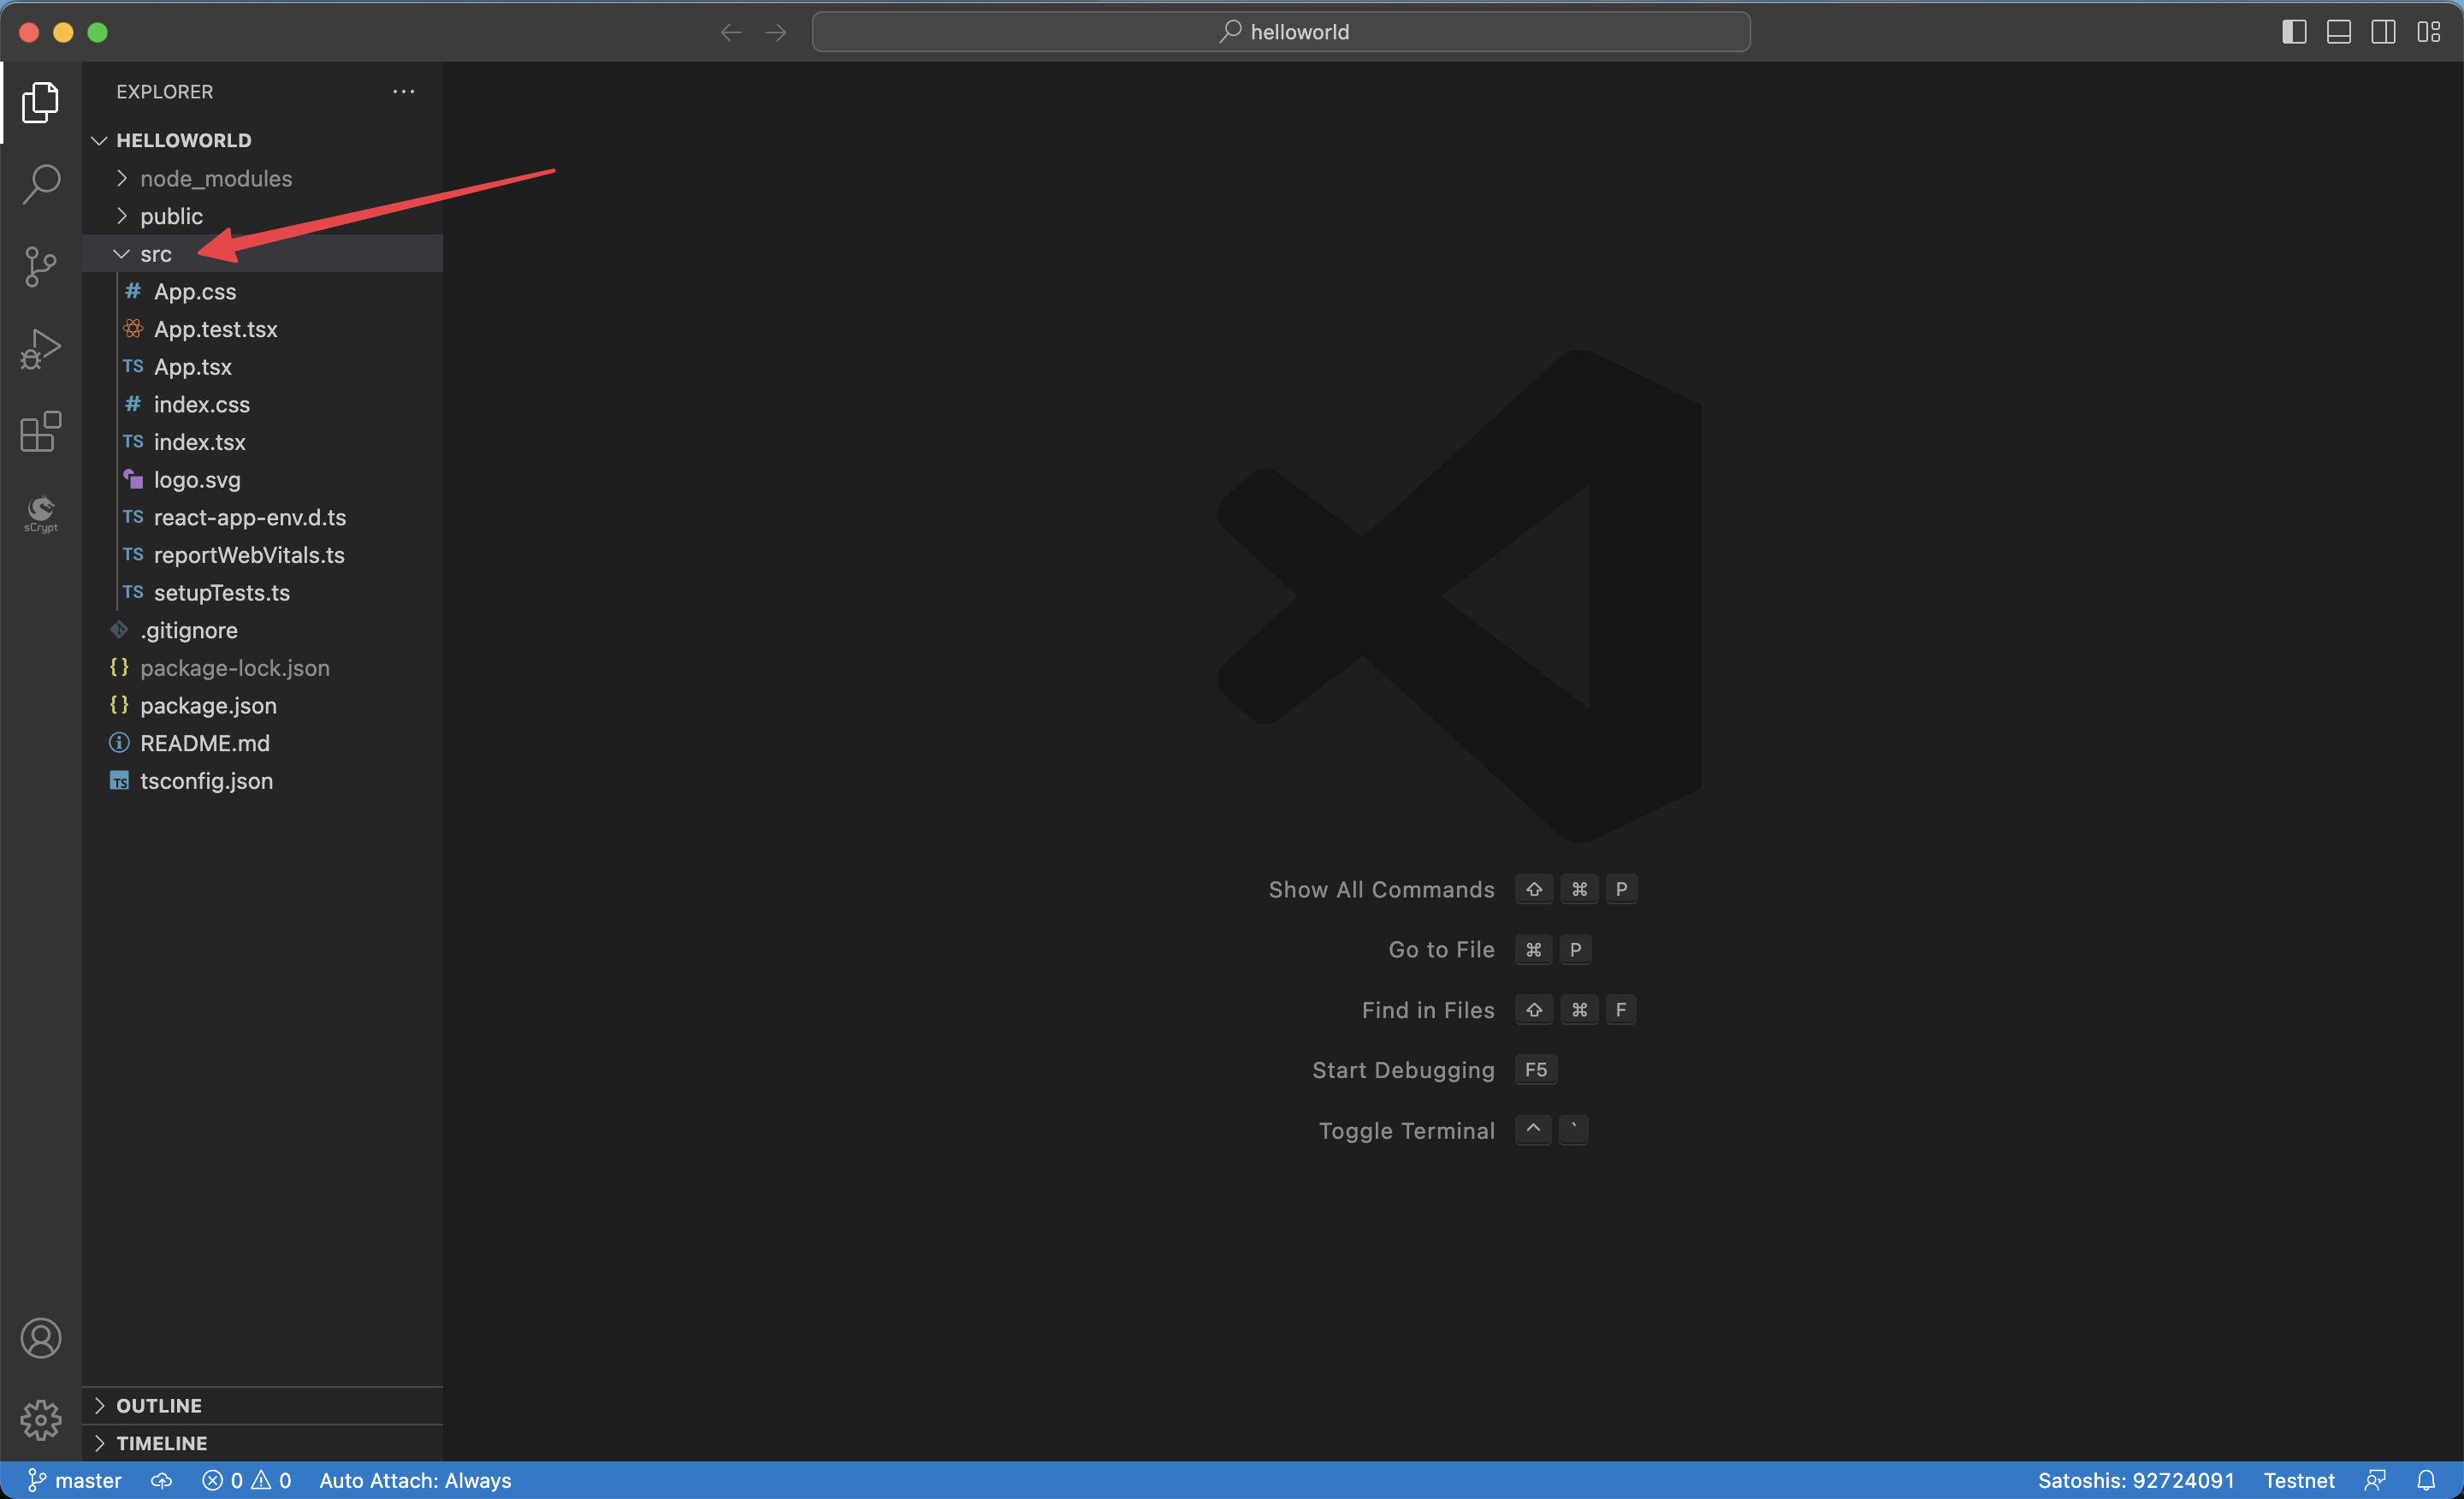 helloworld
EXPLORER
HELLOWORLD
node_modules
public
src
# App.css
App.test.tsx
TS App.tsx
# index.css
TS index.tsx
logo.svg
TS react-app-env.d.ts
TS reportWebVitals.ts
TS setupTests.ts
.gitignore
{} package-lock.json
{} package.json
README.md
TS tsconfig.json
sCrypt
Show All Commands ⇧ ⌘ P
Go to File ⌘ P
Find in Files ⇧ ⌘ F
Start Debugging F5
Toggle Terminal ^ `
OUTLINE
TIMELINE
master 0 0 Auto Attach: Always Satoshis: 92724091 Testnet